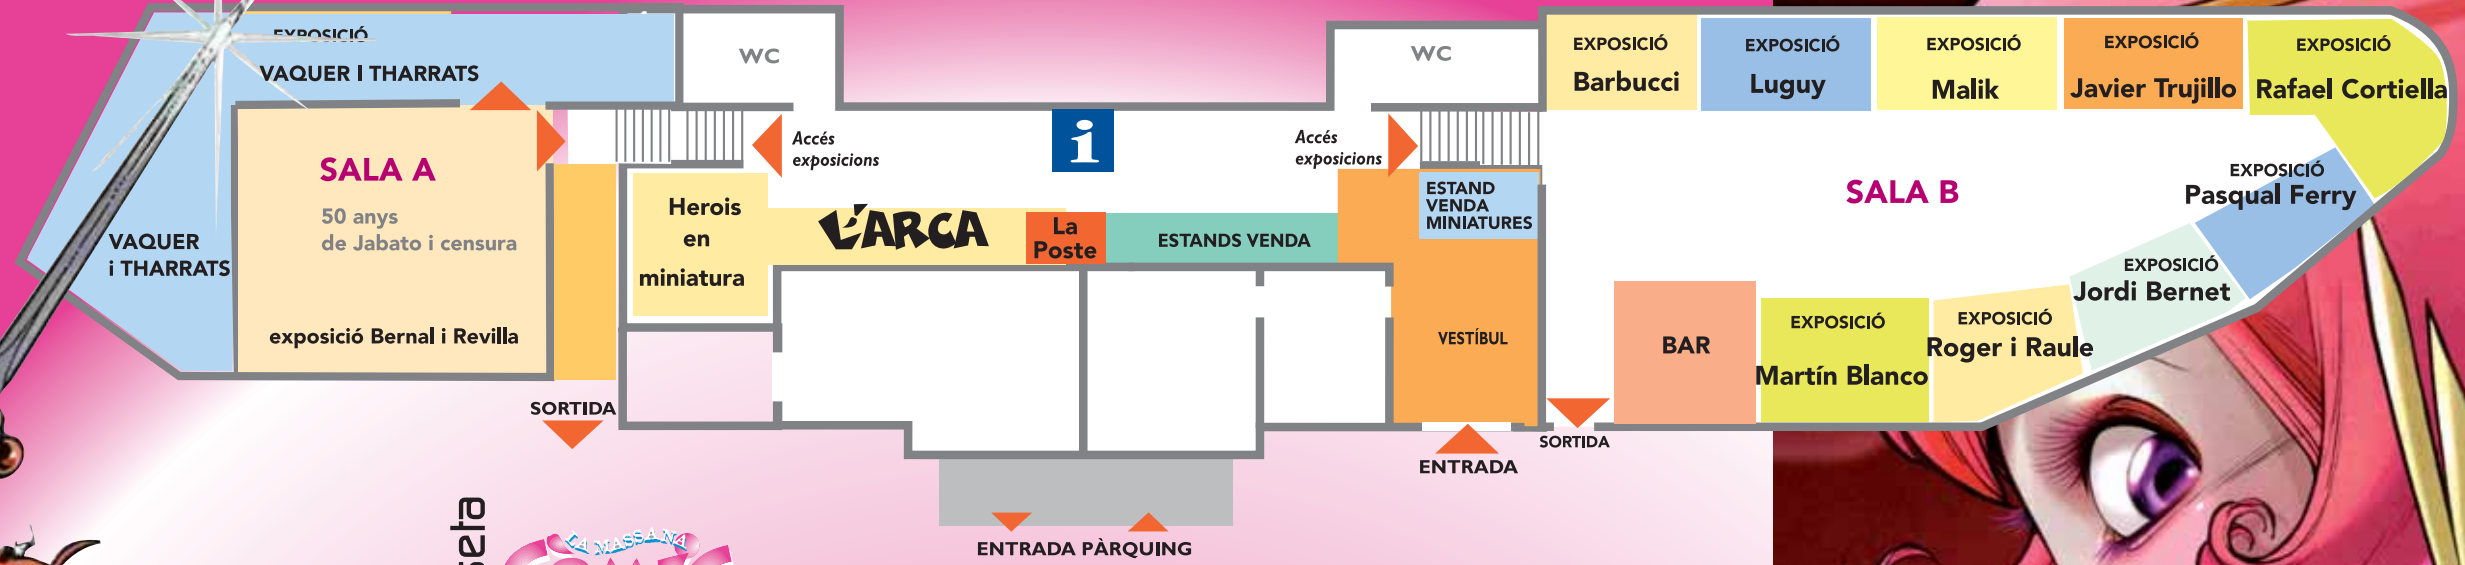 EXPOSICIÓ
VAQUER I THARRATS
VAQUER
i THARRATS
SALA A
50 anys
de Jabato i censura
exposició Bernal i Revilla
SORTIDA
WC
Accés
exposicions
Herois
en
miniatura
L'ARCA
i
La
Poste
ESTANDS VENDA
WC
Accés
exposicions
ESTAND
VENDA
MINIATURES
VESTÍBUL
ENTRADA
SORTIDA
ENTRADA PÀRQUING
EXPOSICIÓ
Barbucci
EXPOSICIÓ
Luguy
EXPOSICIÓ
Malik
EXPOSICIÓ
Javier Trujillo
EXPOSICIÓ
Rafael Cortiella
SALA B
EXPOSICIÓ
Pasqual Ferry
EXPOSICIÓ
Jordi Bernet
EXPOSICIÓ
Roger i Raule
EXPOSICIÓ
Martín Blanco
BAR
LA MASSANA